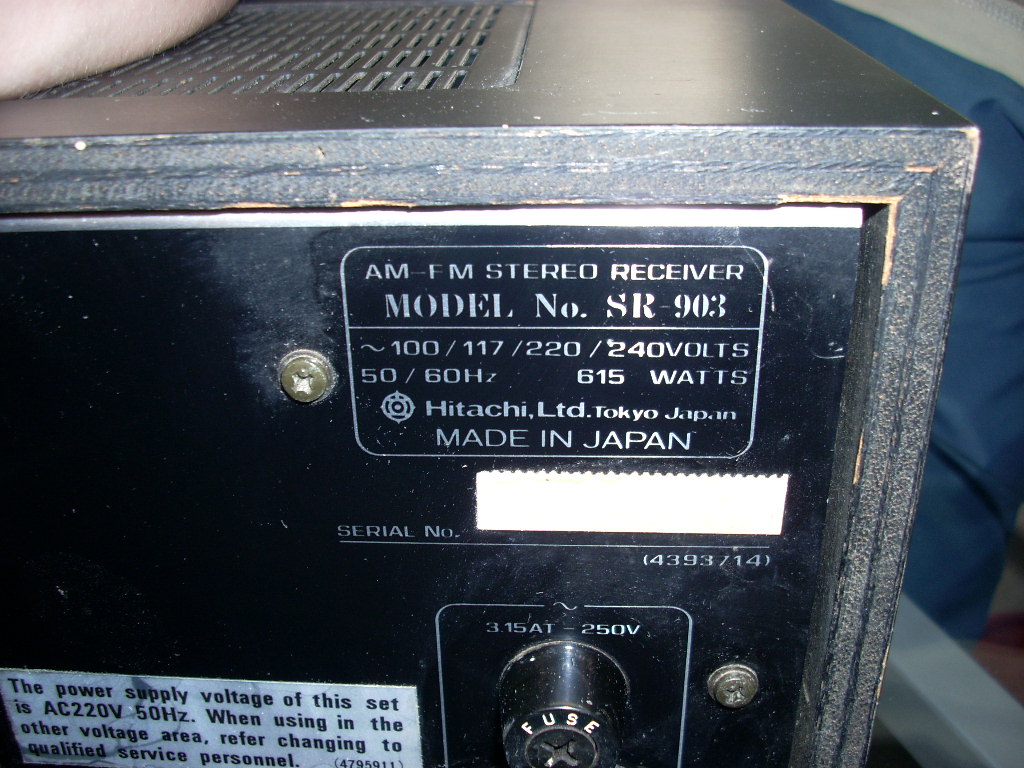 AM-FM STEREO RECEIVER
MODEL No. SR-903
~100/117/220/240VOLTS
50/60Hz 615 WATTS
Hitachi, Ltd. Tokyo Japan
MADE IN JAPAN
SERIAL No.
(4393714)
~
3.15AT-250V
FUSE
The power supply voltage of this set
is AC220V 50Hz. When using in the
other voltage area, refer changing to
qualified service personnel. (4795911)